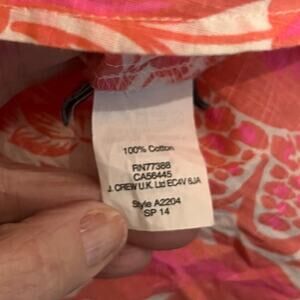 100% Cotton
RN77388
CA56445
J. CREW U.K. Ltd EC4V 6JA
Style A2204
SP 14